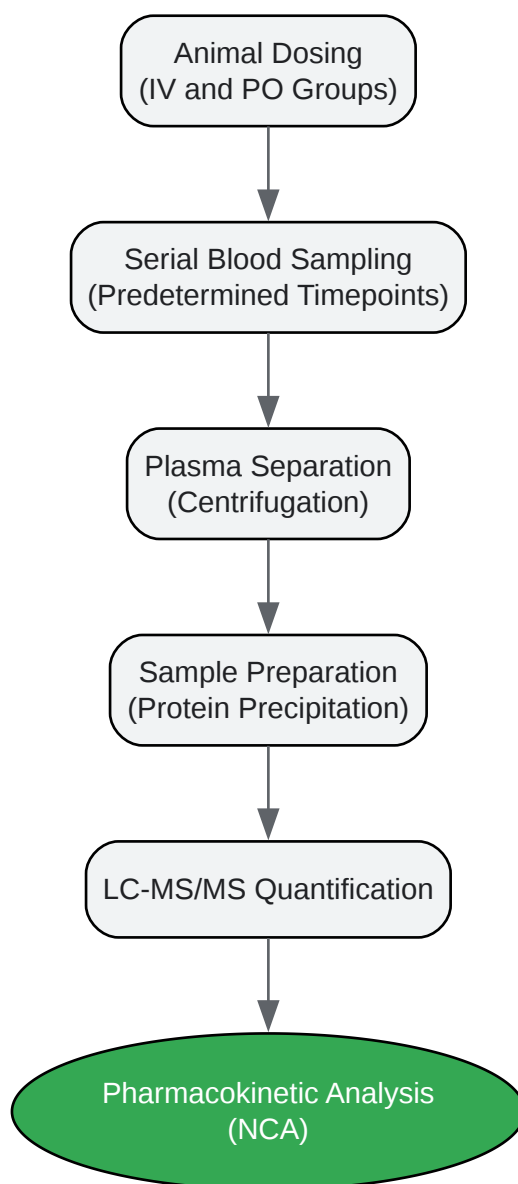 Animal Dosing
(IV and PO Groups)
Serial Blood Sampling
(Predetermined Timepoints)
Plasma Separation
(Centrifugation)
Sample Preparation
(Protein Precipitation)
LC-MS/MS Quantification
Pharmacokinetic Analysis
(NCA)